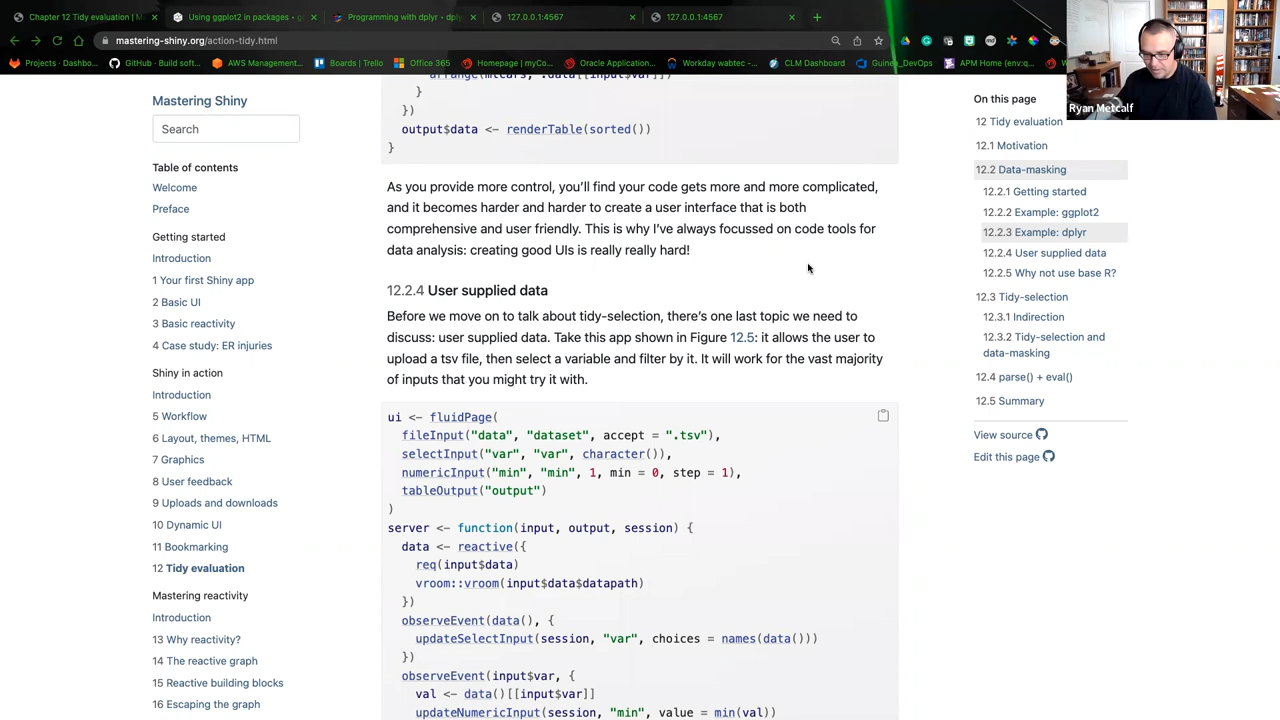 Chapter 12 Tidy evaluation | M
Using ggplot2 in packages • g
Programming with dplyr • dply
127.0.0.1:4567
127.0.0.1:4567
mastering-shiny.org/action-tidy.html
Projects · Dashbo...
GitHub · Build soft...
AWS Management...
Boards | Trello
Office 365
Homepage | myCo...
Oracle Application...
Workday wabtec -...
CLM Dashboard
Guinea_DevOps
APM Home (env:q...
Ryan Metcalf
Mastering Shiny
Search
Table of contents
Welcome
Preface
Getting started
Introduction
1 Your first Shiny app
2 Basic UI
3 Basic reactivity
4 Case study: ER injuries
Shiny in action
Introduction
5 Workflow
6 Layout, themes, HTML
7 Graphics
8 User feedback
9 Uploads and downloads
10 Dynamic UI
11 Bookmarking
12 Tidy evaluation
Mastering reactivity
Introduction
13 Why reactivity?
14 The reactive graph
15 Reactive building blocks
16 Escaping the graph
arrange(mtcars, .data[[input$var]])
}
})
output$data <- renderTable(sorted())
}
As you provide more control, you'll find your code gets more and more complicated,
and it becomes harder and harder to create a user interface that is both
comprehensive and user friendly. This is why I've always focussed on code tools for
data analysis: creating good UIs is really really hard!
12.2.4 User supplied data
Before we move on to talk about tidy-selection, there's one last topic we need to
discuss: user supplied data. Take this app shown in Figure 12.5: it allows the user to
upload a tsv file, then select a variable and filter by it. It will work for the vast majority
of inputs that you might try it with.
ui <- fluidPage(
fileInput("data", "dataset", accept = ".tsv"),
selectInput("var", "var", character()),
numericInput("min", "min", 1, min = 0, step = 1),
tableOutput("output")
)
server <- function(input, output, session) {
data <- reactive({
req(input$data)
vroom::vroom(input$data$datapath)
})
observeEvent(data(), {
updateSelectInput(session, "var", choices = names(data()))
})
observeEvent(input$var, {
val <- data()[[input$var]]
updateNumericInput(session, "min", value = min(val))
On this page
12 Tidy evaluation
12.1 Motivation
12.2 Data-masking
12.2.1 Getting started
12.2.2 Example: ggplot2
12.2.3 Example: dplyr
12.2.4 User supplied data
12.2.5 Why not use base R?
12.3 Tidy-selection
12.3.1 Indirection
12.3.2 Tidy-selection and
data-masking
12.4 parse() + eval()
12.5 Summary
View source
Edit this page